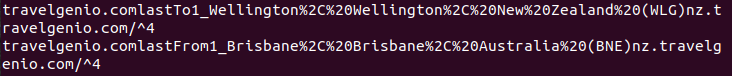 travelgenio.comlastTo1_Wellington%2C%20Wellington%2C%20New%20Zealand%20(WLG)nz.t
ravelgenio.com/^4
travelgenio.comlastFrom1_Brisbane%2C%20Brisbane%2C%20Australia%20(BNE)nz.travelg
enio.com/^4